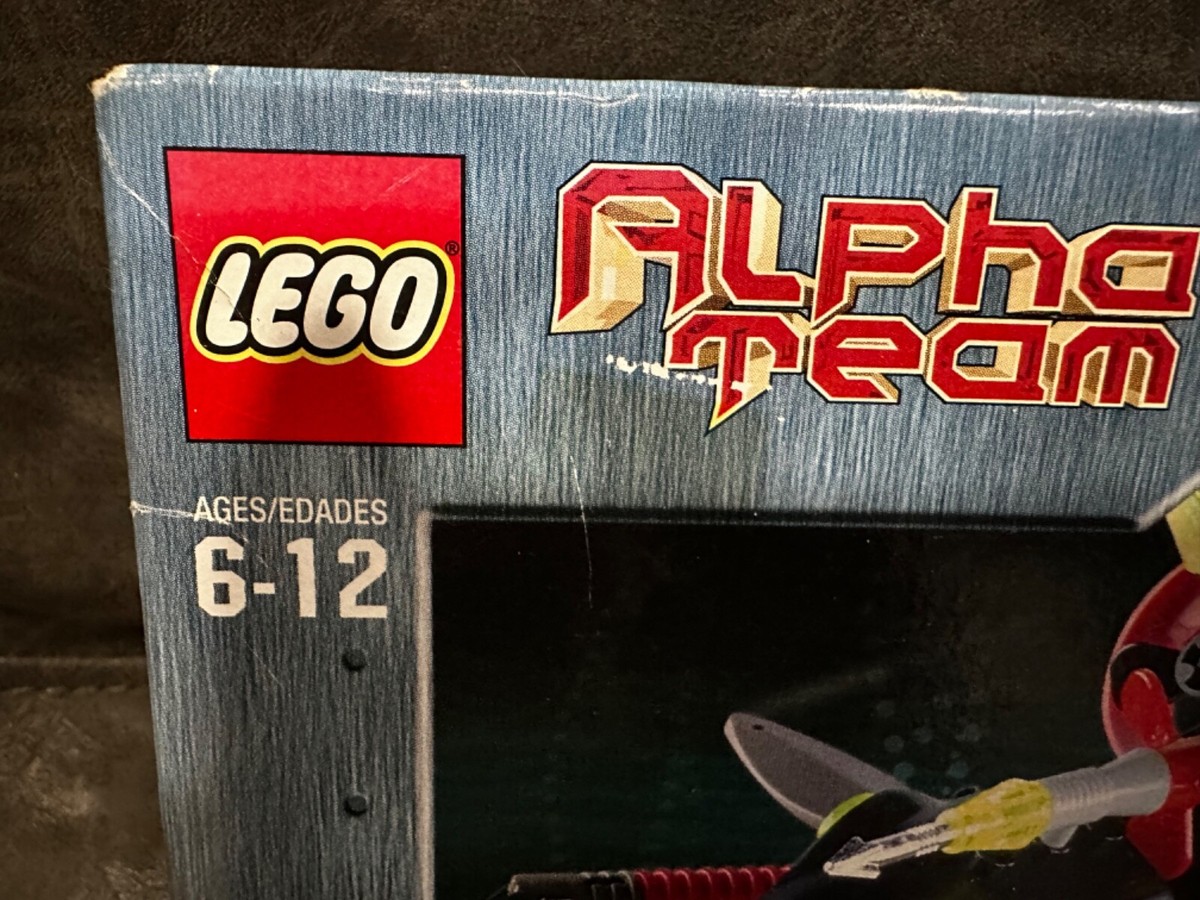 LEGO®
ALPha
Team
AGES/EDADES
6-12